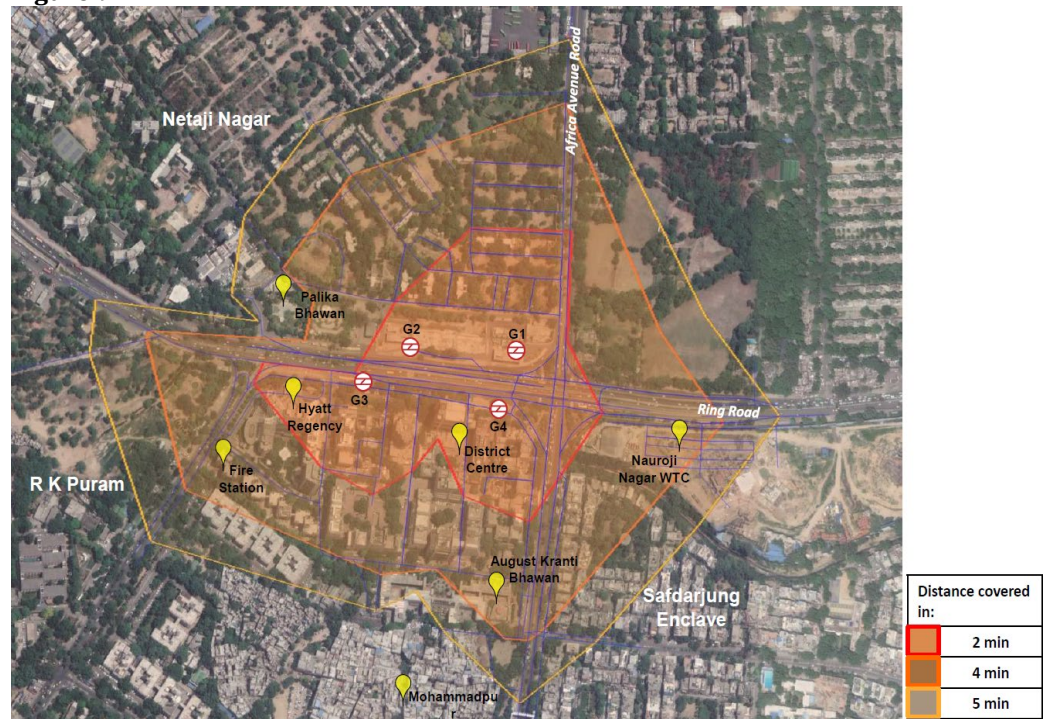 Netaji Nagar
Africa Avenue Road
Palika
Bhawan
G2
G1
G3
G4
Hyatt
Regency
District
Centre
Ring Road
Nauroji
Nagar WTC
Fire
Station
R K Puram
August Kranti
Bhawan
Safdarjung
Enclave
Mohammadpu
r
Distance covered
in:
2 min
4 min
5 min